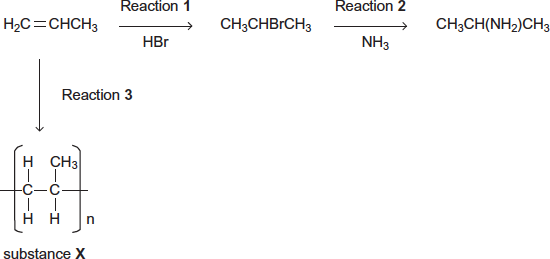 Reaction 1 Reaction 2
H₂C=CHCH₃ HBr CH₃CHBrCH₃ NH₃ CH₃CH(NH₂)CH₃
Reaction 3
H CH₃
C–C
H H n
substance X